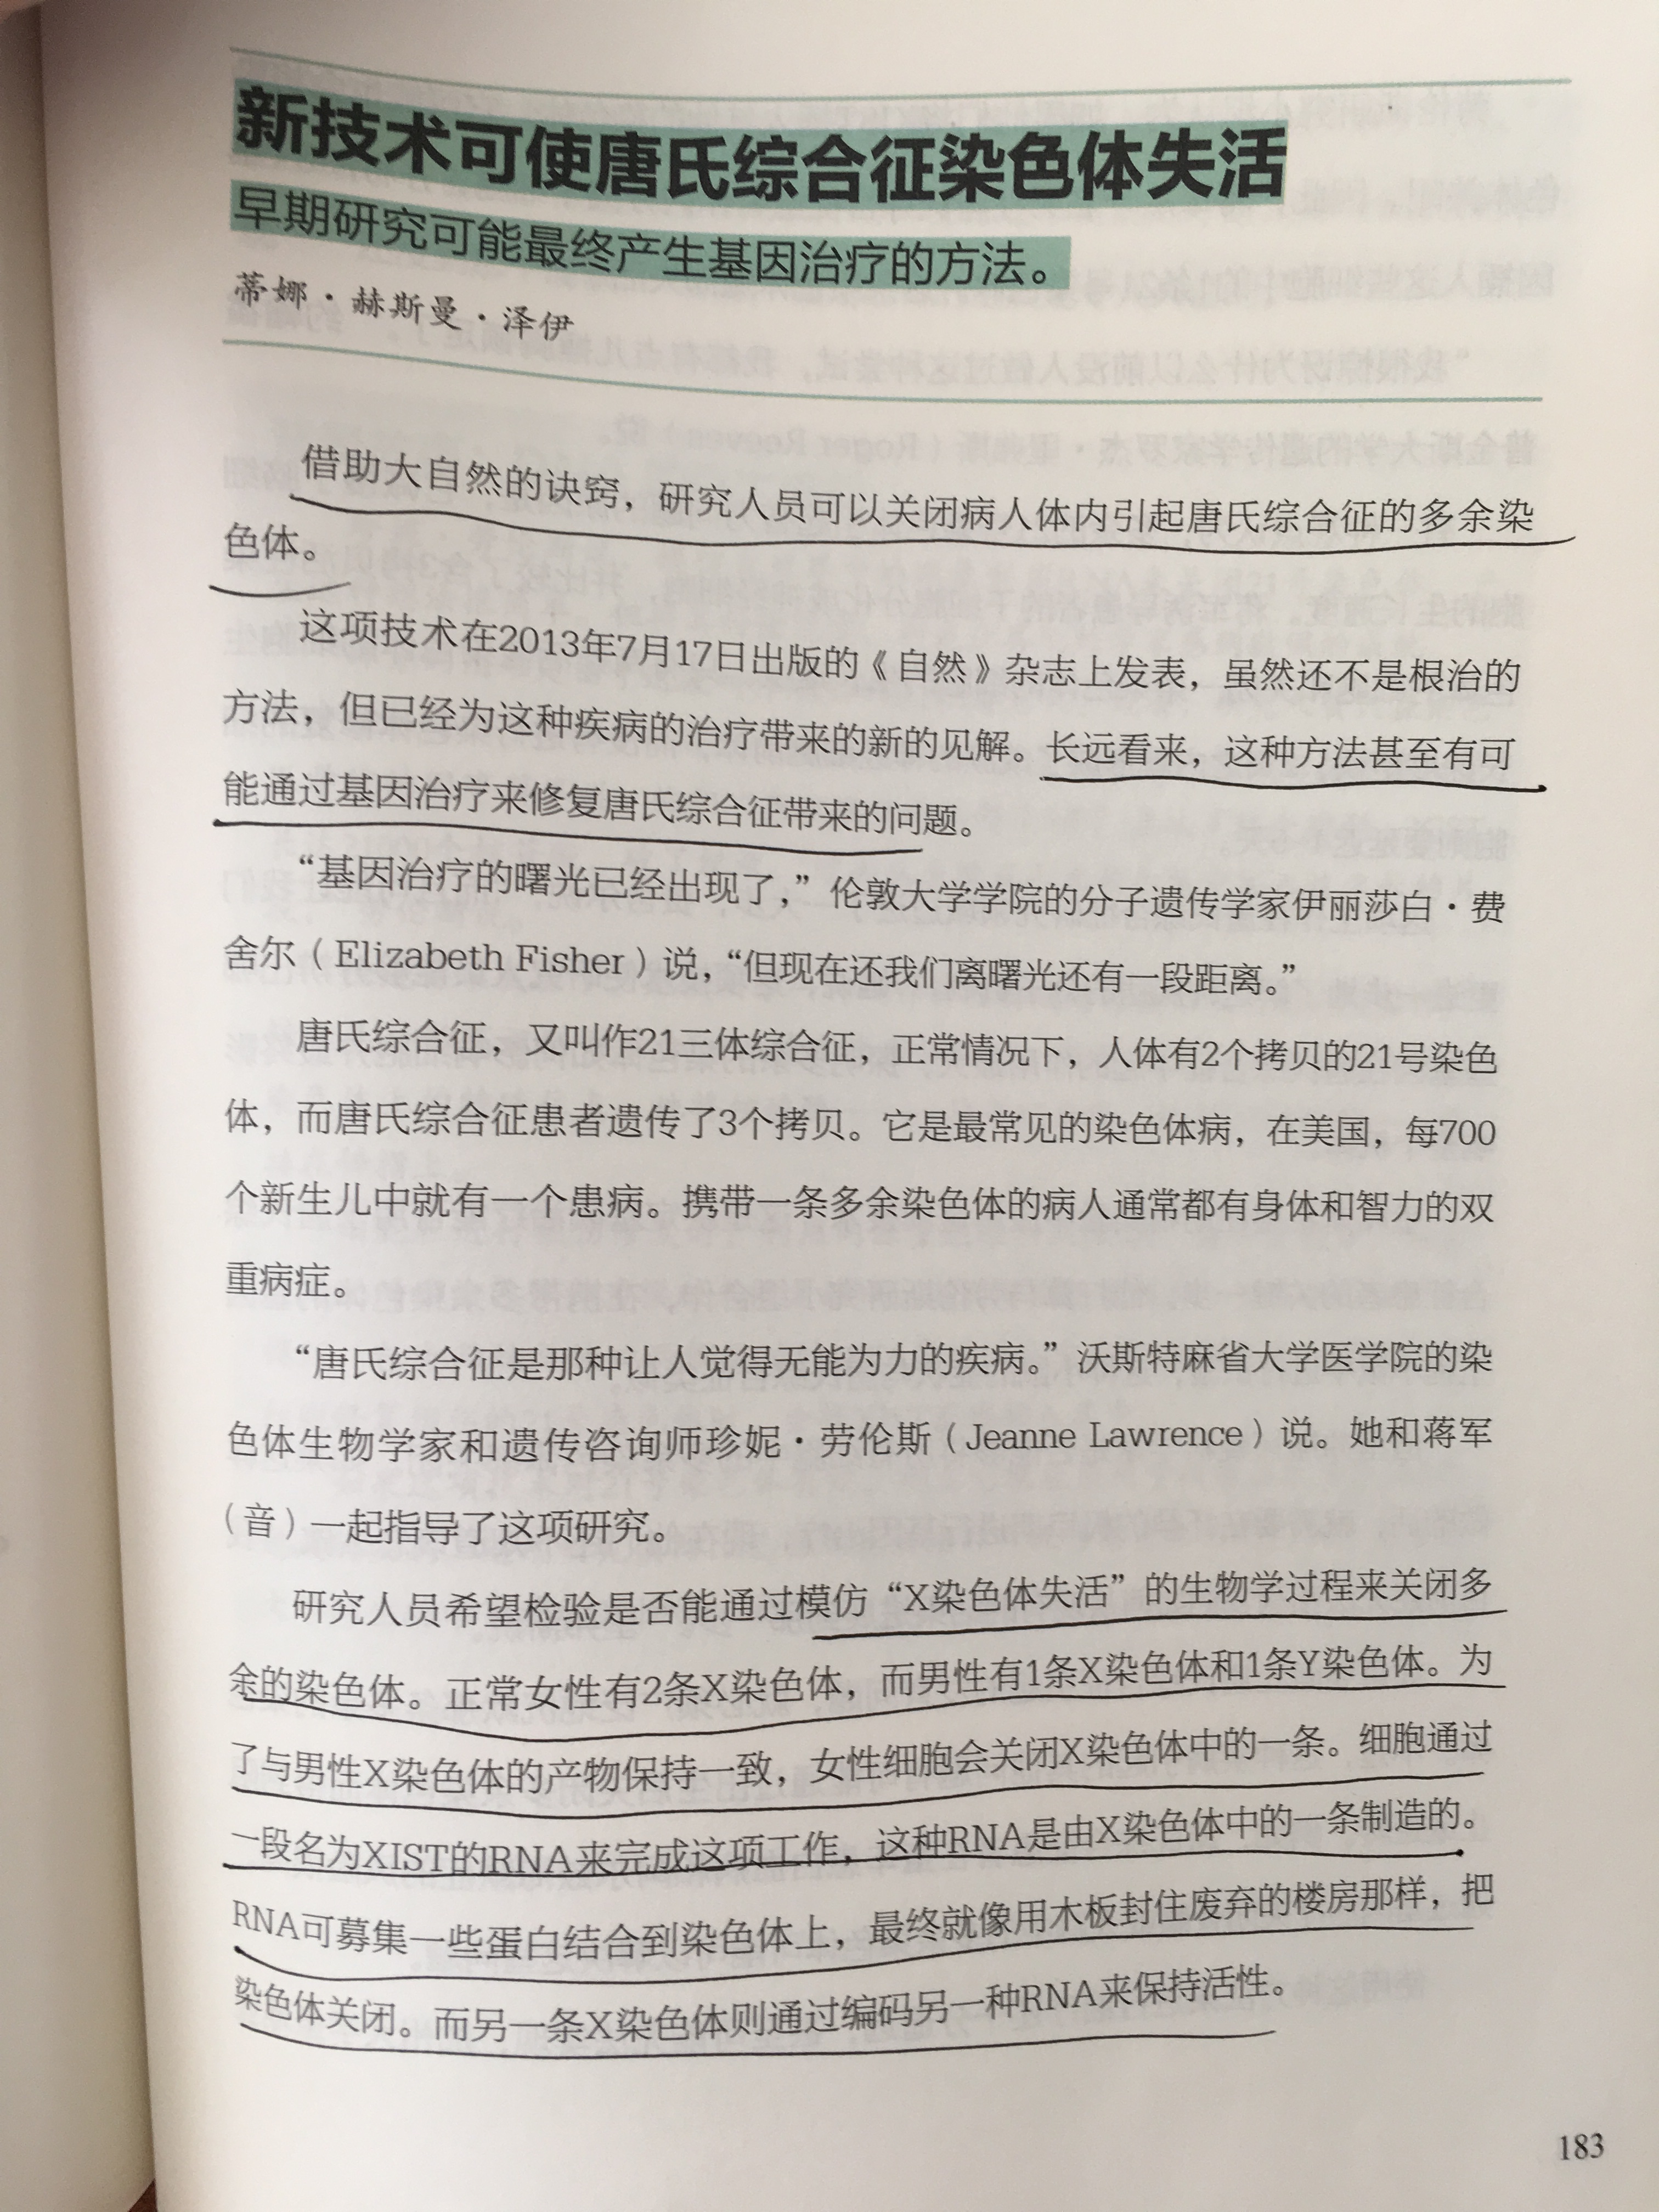 新技术可使唐氏综合征染色体失活
早期研究可能最终产生基因治疗的方法。
蒂娜·赫斯曼·泽伊
借助大自然的诀窍，研究人员可以关闭病人体内引起唐氏综合征的多余染
色体。
这项技术在2013年7月17日出版的《自然》杂志上发表，虽然还不是根治的
方法，但已经为这种疾病的治疗带来的新的见解。长远看来，这种方法甚至有可
能通过基因治疗来修复唐氏综合征带来的问题。
“基因治疗的曙光已经出现了，”伦敦大学学院的分子遗传学家伊丽莎白·费
舍尔（Elizabeth Fisher）说，“但现在还我们离曙光还有一段距离。”
唐氏综合征，又叫作21三体综合征，正常情况下，人体有2个拷贝的21号染色
体，而唐氏综合征患者遗传了3个拷贝。它是最常见的染色体病，在美国，每700
个新生儿中就有一个患病。携带一条多余染色体的病人通常都有身体和智力的双
重病症。
“唐氏综合征是那种让人觉得无能为力的疾病。”沃斯特麻省大学医学院的染
色体生物学家和遗传咨询师珍妮·劳伦斯（Jeanne Lawrence）说。她和蒋军
（音）一起指导了这项研究。
研究人员希望检验是否能通过模仿“X染色体失活”的生物学过程来关闭多
余的染色体。正常女性有2条X染色体，而男性有1条X染色体和1条Y染色体。为
了与男性X染色体的产物保持一致，女性细胞会关闭X染色体中的一条。细胞通过
一段名为XIST的RNA来完成这项工作，这种RNA是由X染色体中的一条制造的。
RNA可募集一些蛋白结合到染色体上，最终就像用木板封住废弃的楼房那样，把
染色体关闭。而另一条X染色体则通过编码另一种RNA来保持活性。
183